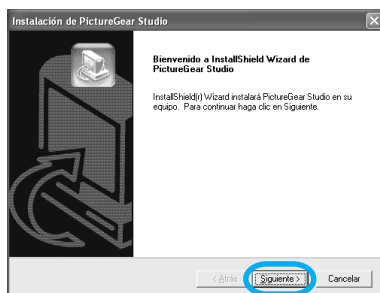 Instalación de PictureGear Studio
Bienvenido a InstallShield Wizard de
PictureGear Studio
InstallShield(r) Wizard instalará PictureGear Studio en su
equipo. Para continuar haga clic en Siguiente.
< Atrás
Siguiente >
Cancelar